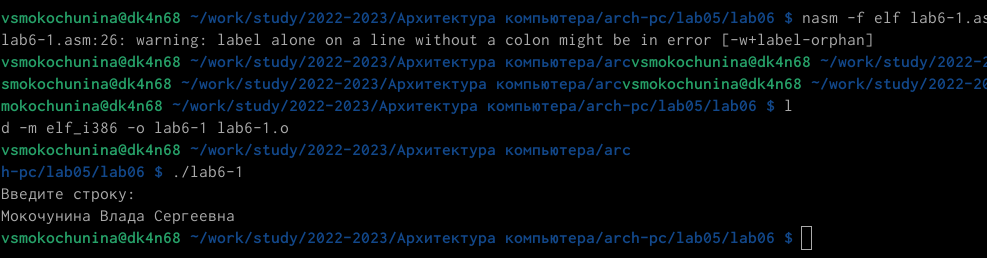 vsmokochunina@dk4n68 ~/work/study/2022-2023/Архитектура компьютера/arch-pc/lab05/lab06 $ nasm -f elf lab6-1.as
lab6-1.asm:26: warning: label alone on a line without a colon might be in error [-w+label-orphan]
vsmokochunina@dk4n68 ~/work/study/2022-2023/Архитектура компьютера/arcvsmokochunina@dk4n68 ~/work/study/2022-2
smokochunina@dk4n68 ~/work/study/2022-2023/Архитектура компьютера/arcvsmokochunina@dk4n68 ~/work/study/2022-20
mokochunina@dk4n68 ~/work/study/2022-2023/Архитектура компьютера/arch-pc/lab05/lab06 $ l
d -m elf_i386 -o lab6-1 lab6-1.o
vsmokochunina@dk4n68 ~/work/study/2022-2023/Архитектура компьютера/arc
h-pc/lab05/lab06 $ ./lab6-1
Введите строку:
Мокочунина Влада Сергеевна
vsmokochunina@dk4n68 ~/work/study/2022-2023/Архитектура компьютера/arch-pc/lab05/lab06 $